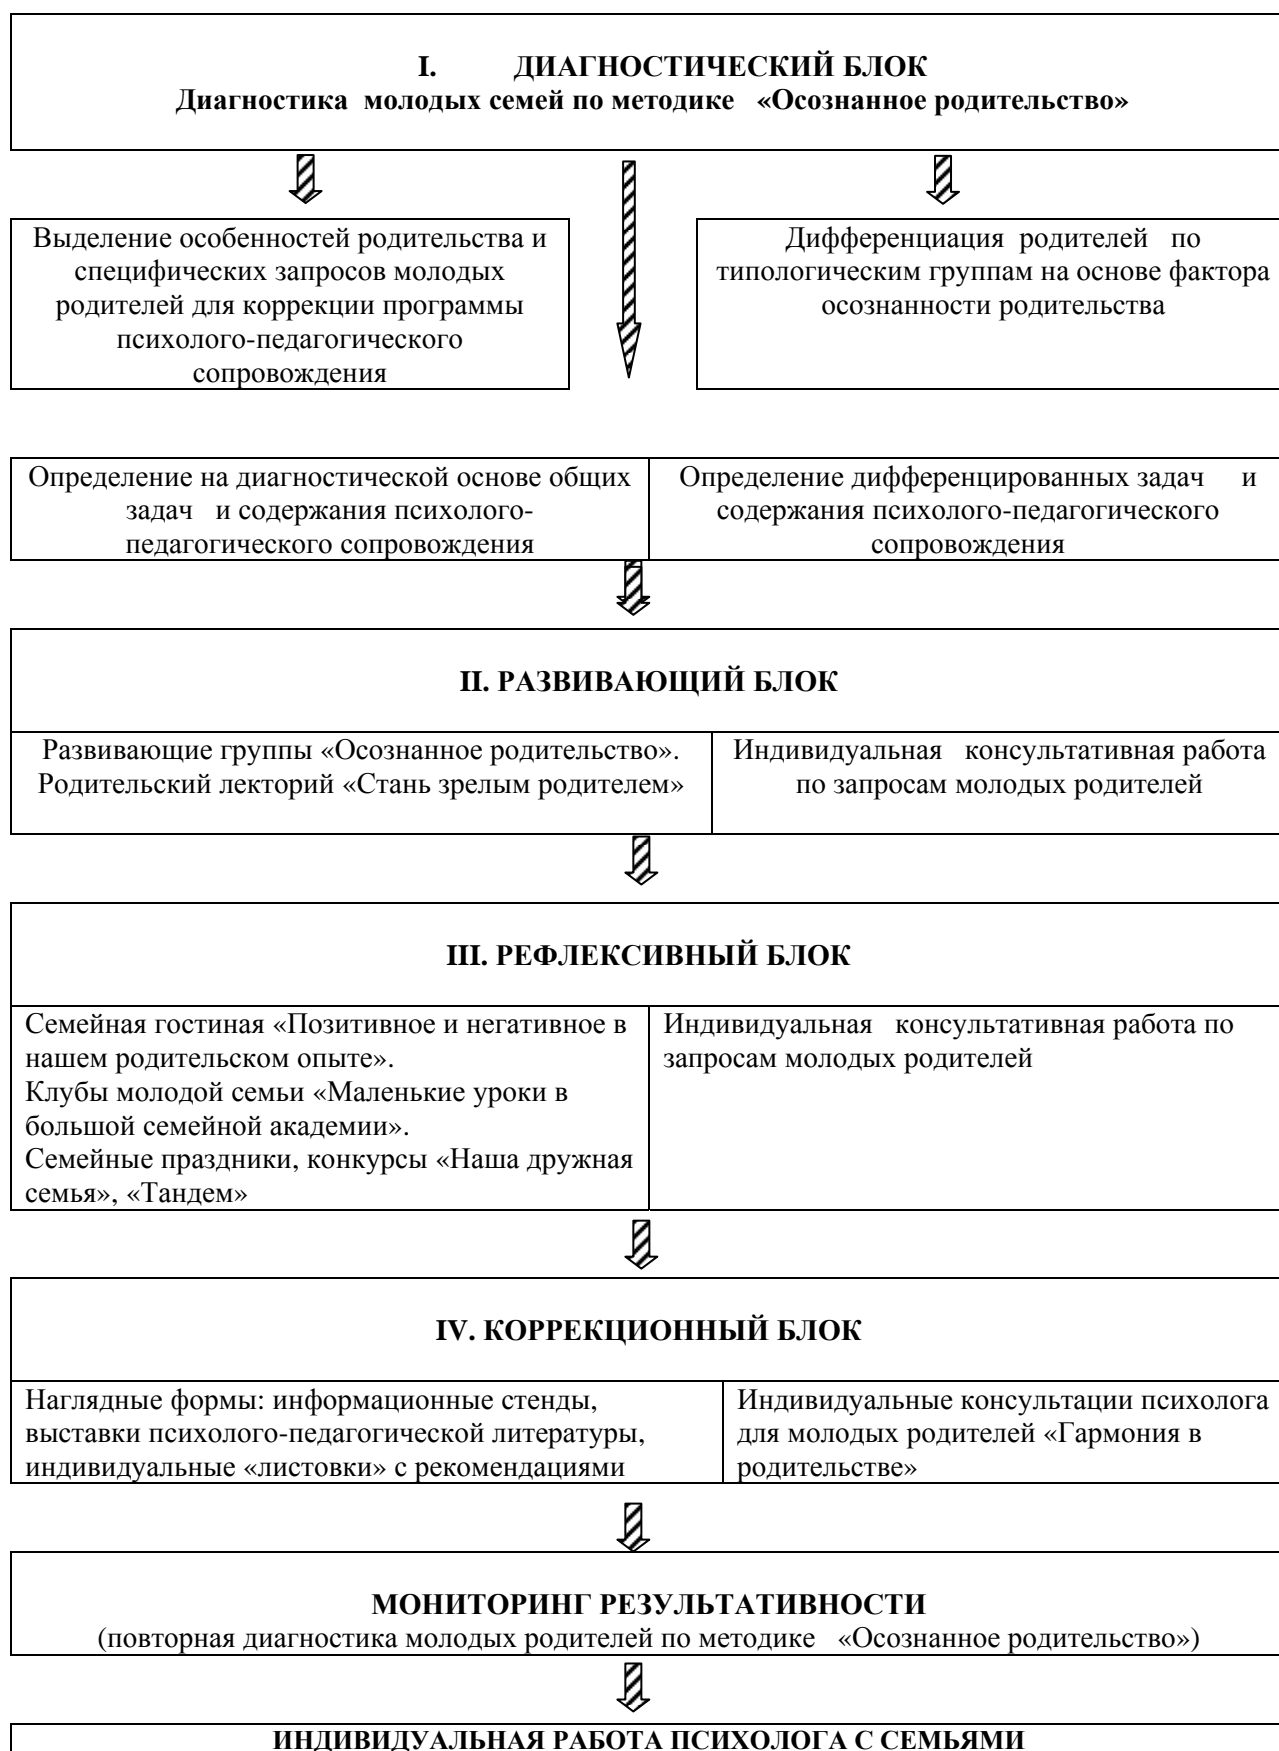 I. ДИАГНОСТИЧЕСКИЙ БЛОК
Диагностика молодых семей по методике «Осознанное родительство»
Выделение особенностей родительства и
специфических запросов молодых
родителей для коррекции программы
психолого-педагогического
сопровождения
Дифференциация родителей по
типологическим группам на основе фактора
осознанности родительства
Определение на диагностической основе общих
задач и содержания психолого-
педагогического сопровождения
Определение дифференцированных задач и
содержания психолого-педагогического
сопровождения
II. РАЗВИВАЮЩИЙ БЛОК
Развивающие группы «Осознанное родительство».
Родительский лекторий «Стань зрелым родителем»
Индивидуальная консультативная работа
по запросам молодых родителей
III. РЕФЛЕКСИВНЫЙ БЛОК
Семейная гостиная «Позитивное и негативное в
нашем родительском опыте».
Клубы молодой семьи «Маленькие уроки в
большой семейной академии».
Семейные праздники, конкурсы «Наша дружная
семья», «Тандем»
Индивидуальная консультативная работа по
запросам молодых родителей
IV. КОРРЕКЦИОННЫЙ БЛОК
Наглядные формы: информационные стенды,
выставки психолого-педагогической литературы,
индивидуальные «листовки» с рекомендациями
Индивидуальные консультации психолога
для молодых родителей «Гармония в
родительстве»
МОНИТОРИНГ РЕЗУЛЬТАТИВНОСТИ
(повторная диагностика молодых родителей по методике «Осознанное родительство»)
ИНДИВИДУАЛЬНАЯ РАБОТА ПСИХОЛОГА С СЕМЬЯМИ